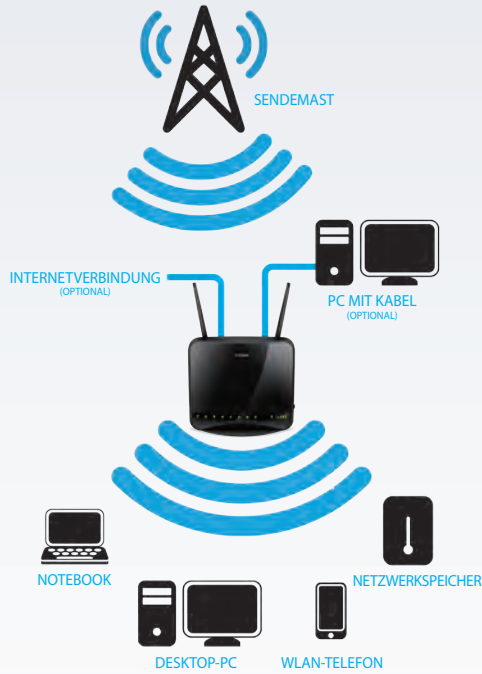 SENDEMAST
INTERNETVERBINDUNG
(OPTIONAL)
PC MIT KABEL
(OPTIONAL)
NOTEBOOK
NETZWERKSPEICHER
DESKTOP-PC
WLAN-TELEFON